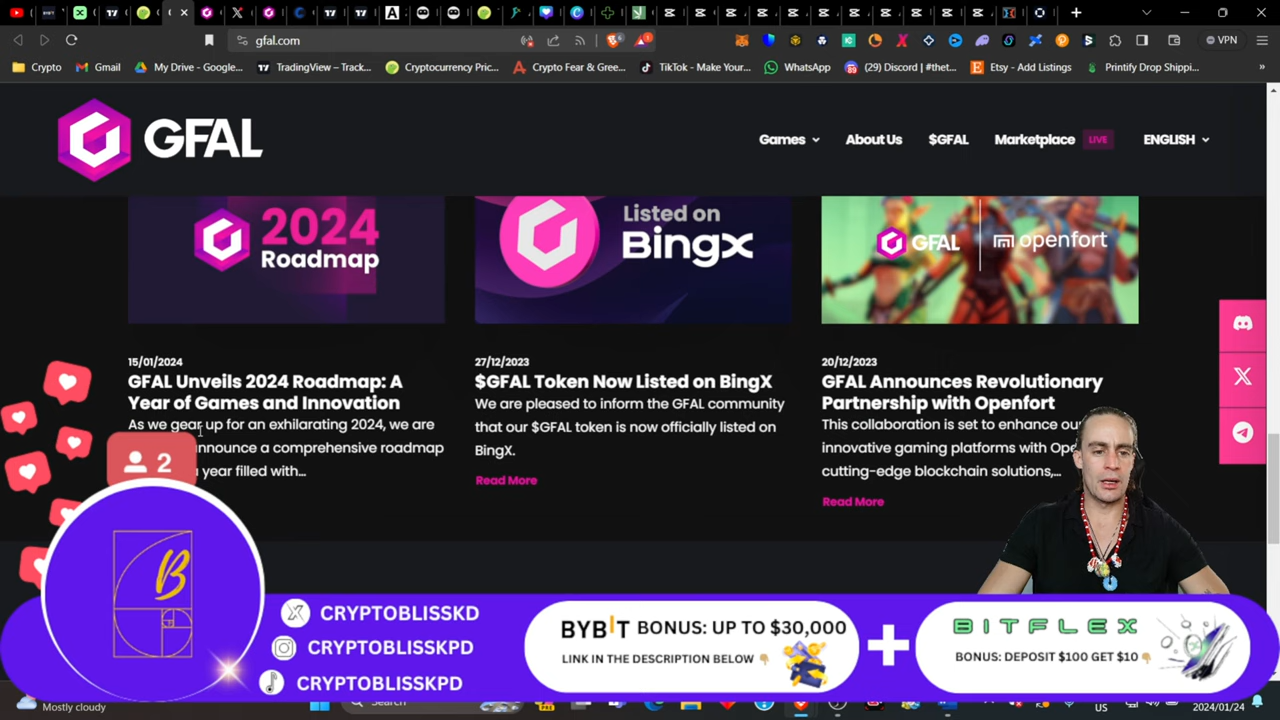 gfal.com
VPN
Crypto
Gmail
My Drive - Google...
TradingView – Track...
Cryptocurrency Pric...
Crypto Fear & Gree...
TikTok - Make Your...
WhatsApp
(29) Discord | #thet...
Etsy - Add Listings
Printify Drop Shippi...
GFAL
Games
About Us
$GFAL
Marketplace
LIVE
ENGLISH
2024
Roadmap
Listed on
BingX
GFAL
openfort
15/01/2024
GFAL Unveils 2024 Roadmap: A
Year of Games and Innovation
As we gear up for an exhilarating 2024, we are
announce a comprehensive roadmap
year filled with...
27/12/2023
$GFAL Token Now Listed on BingX
We are pleased to inform the GFAL community
that our $GFAL token is now officially listed on
BingX.
Read More
20/12/2023
GFAL Announces Revolutionary
Partnership with Openfort
This collaboration is set to enhance
innovative gaming platforms with
cutting-edge blockchain solutions,...
Read More
2
B
CRYPTOBLISSKD
CRYPTOBLISSKPD
CRYPTOBLISSKPD
BYBIT BONUS: UP TO $30,000
LINK IN THE DESCRIPTION BELOW
BITFLEX
BONUS: DEPOSIT $100 GET $10
Mostly cloudy
Search
US
2024/01/24